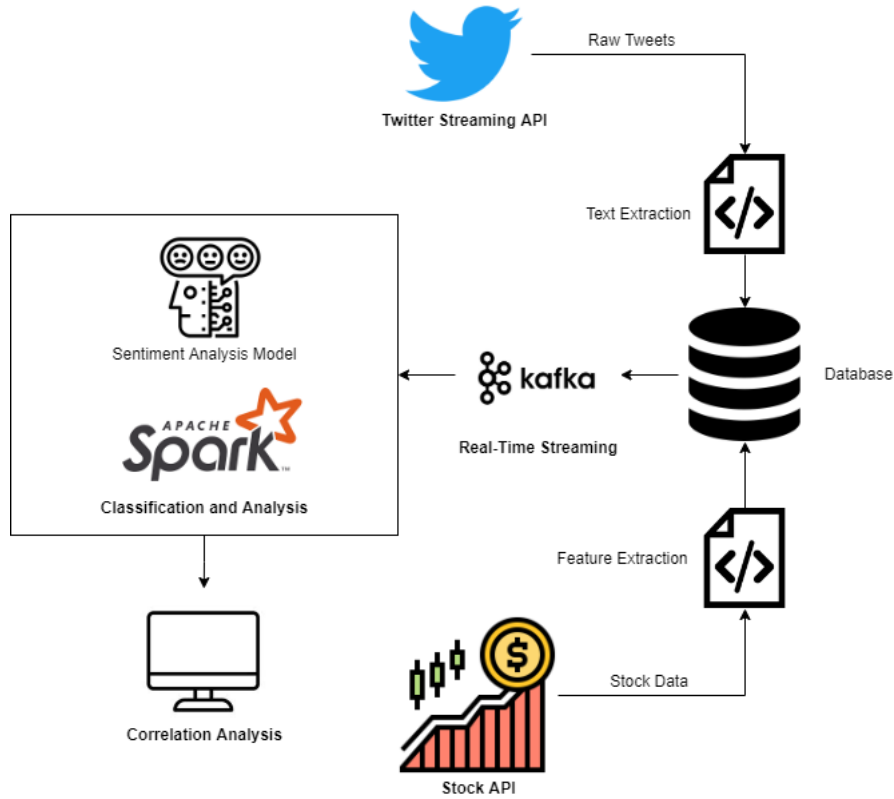 Raw Tweets
Twitter Streaming API
Text Extraction
Sentiment Analysis Model
kafka
Database
APACHE
Spark™
Real-Time Streaming
Classification and Analysis
Feature Extraction
$
Stock Data
Correlation Analysis
Stock API